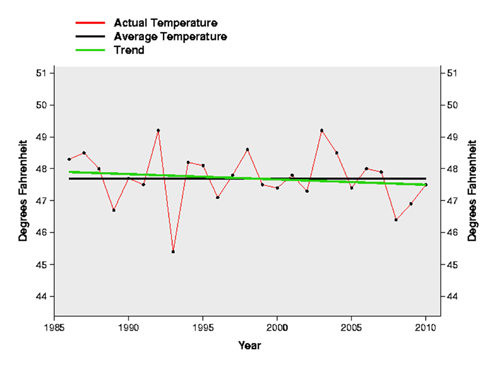 Actual Temperature
Average Temperature
Trend
51 51
50 50
49 49
48 48
47 47
46 46
45 45
44 44
Degrees Fahrenheit
Degrees Fahrenheit
1985 1990 1995 2000 2005 2010
Year